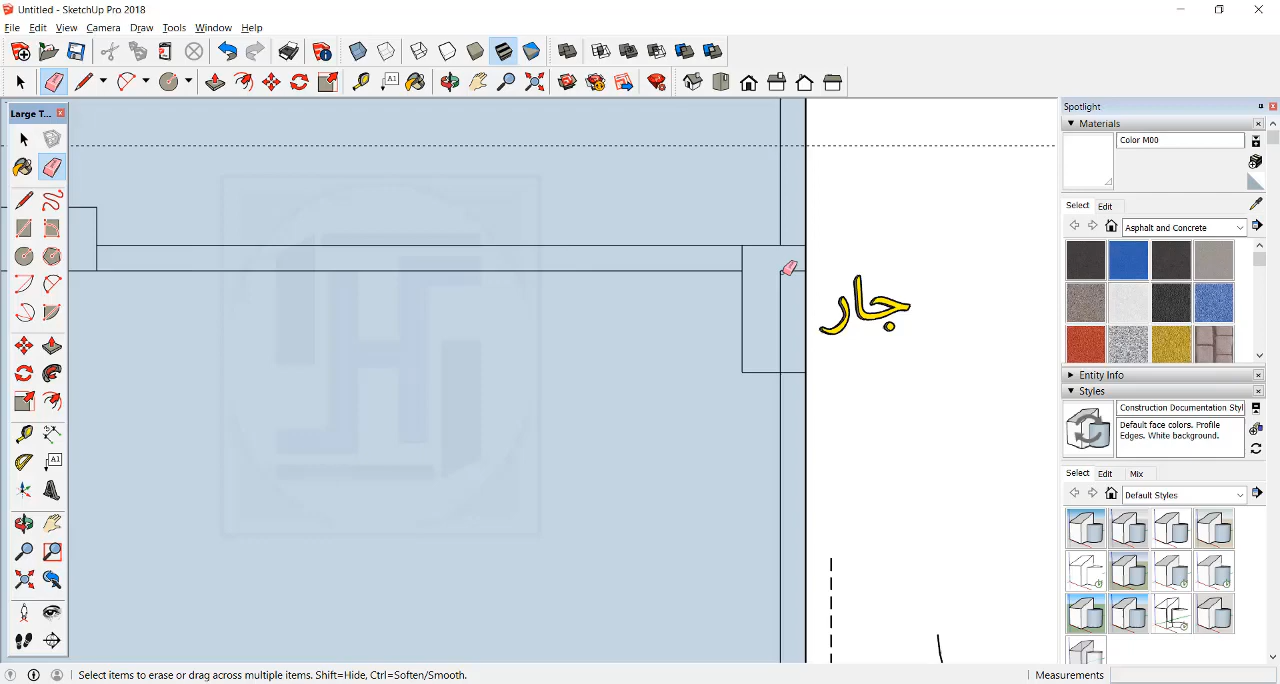 Untitled - SketchUp Pro 2018
File Edit View Camera Draw Tools Window Help
A1
Large T...
A1
جار
Spotlight
Materials
Color M00
Select Edit
Asphalt and Concrete
Entity Info
Styles
Construction Documentation Styl
Default face colors. Profile
Edges. White background.
Select Edit Mix
Default Styles
Select items to erase or drag across multiple items. Shift=Hide, Ctrl=Soften/Smooth.
Measurements